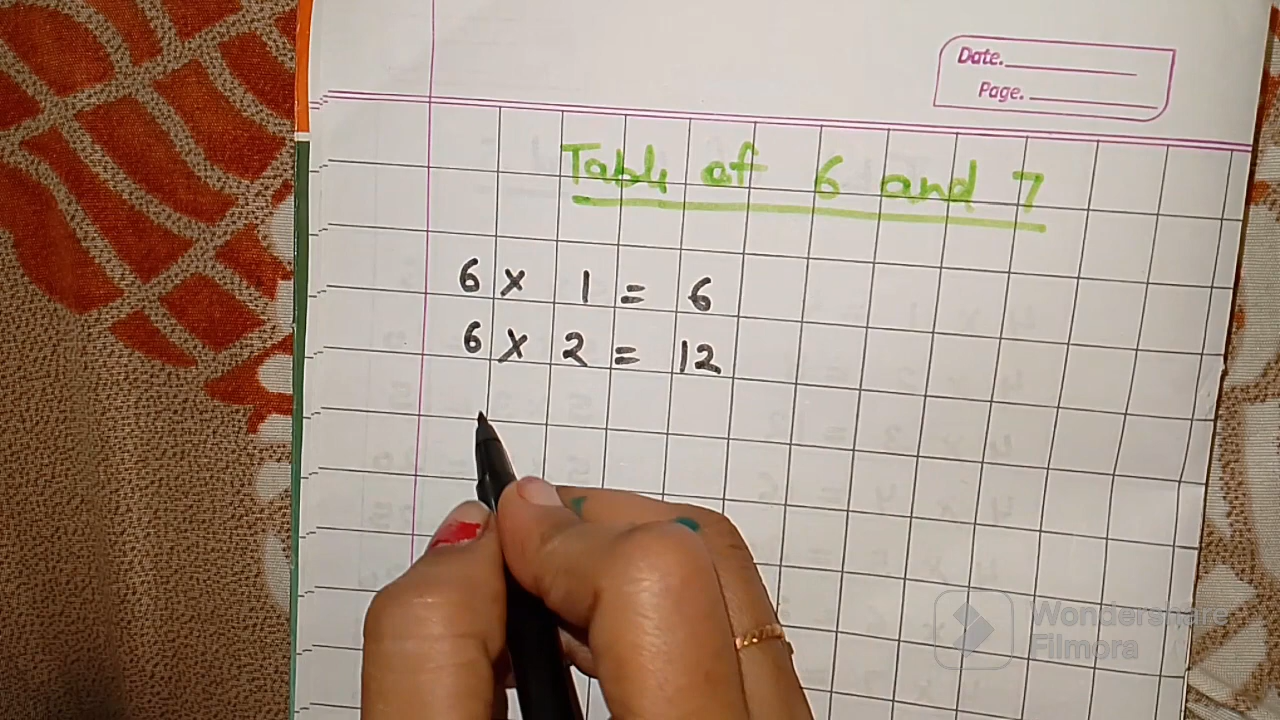 Date.
Page.
Table of 6 and 7
6 x 1 = 6
6 x 2 = 12
Wondershare
Filmora